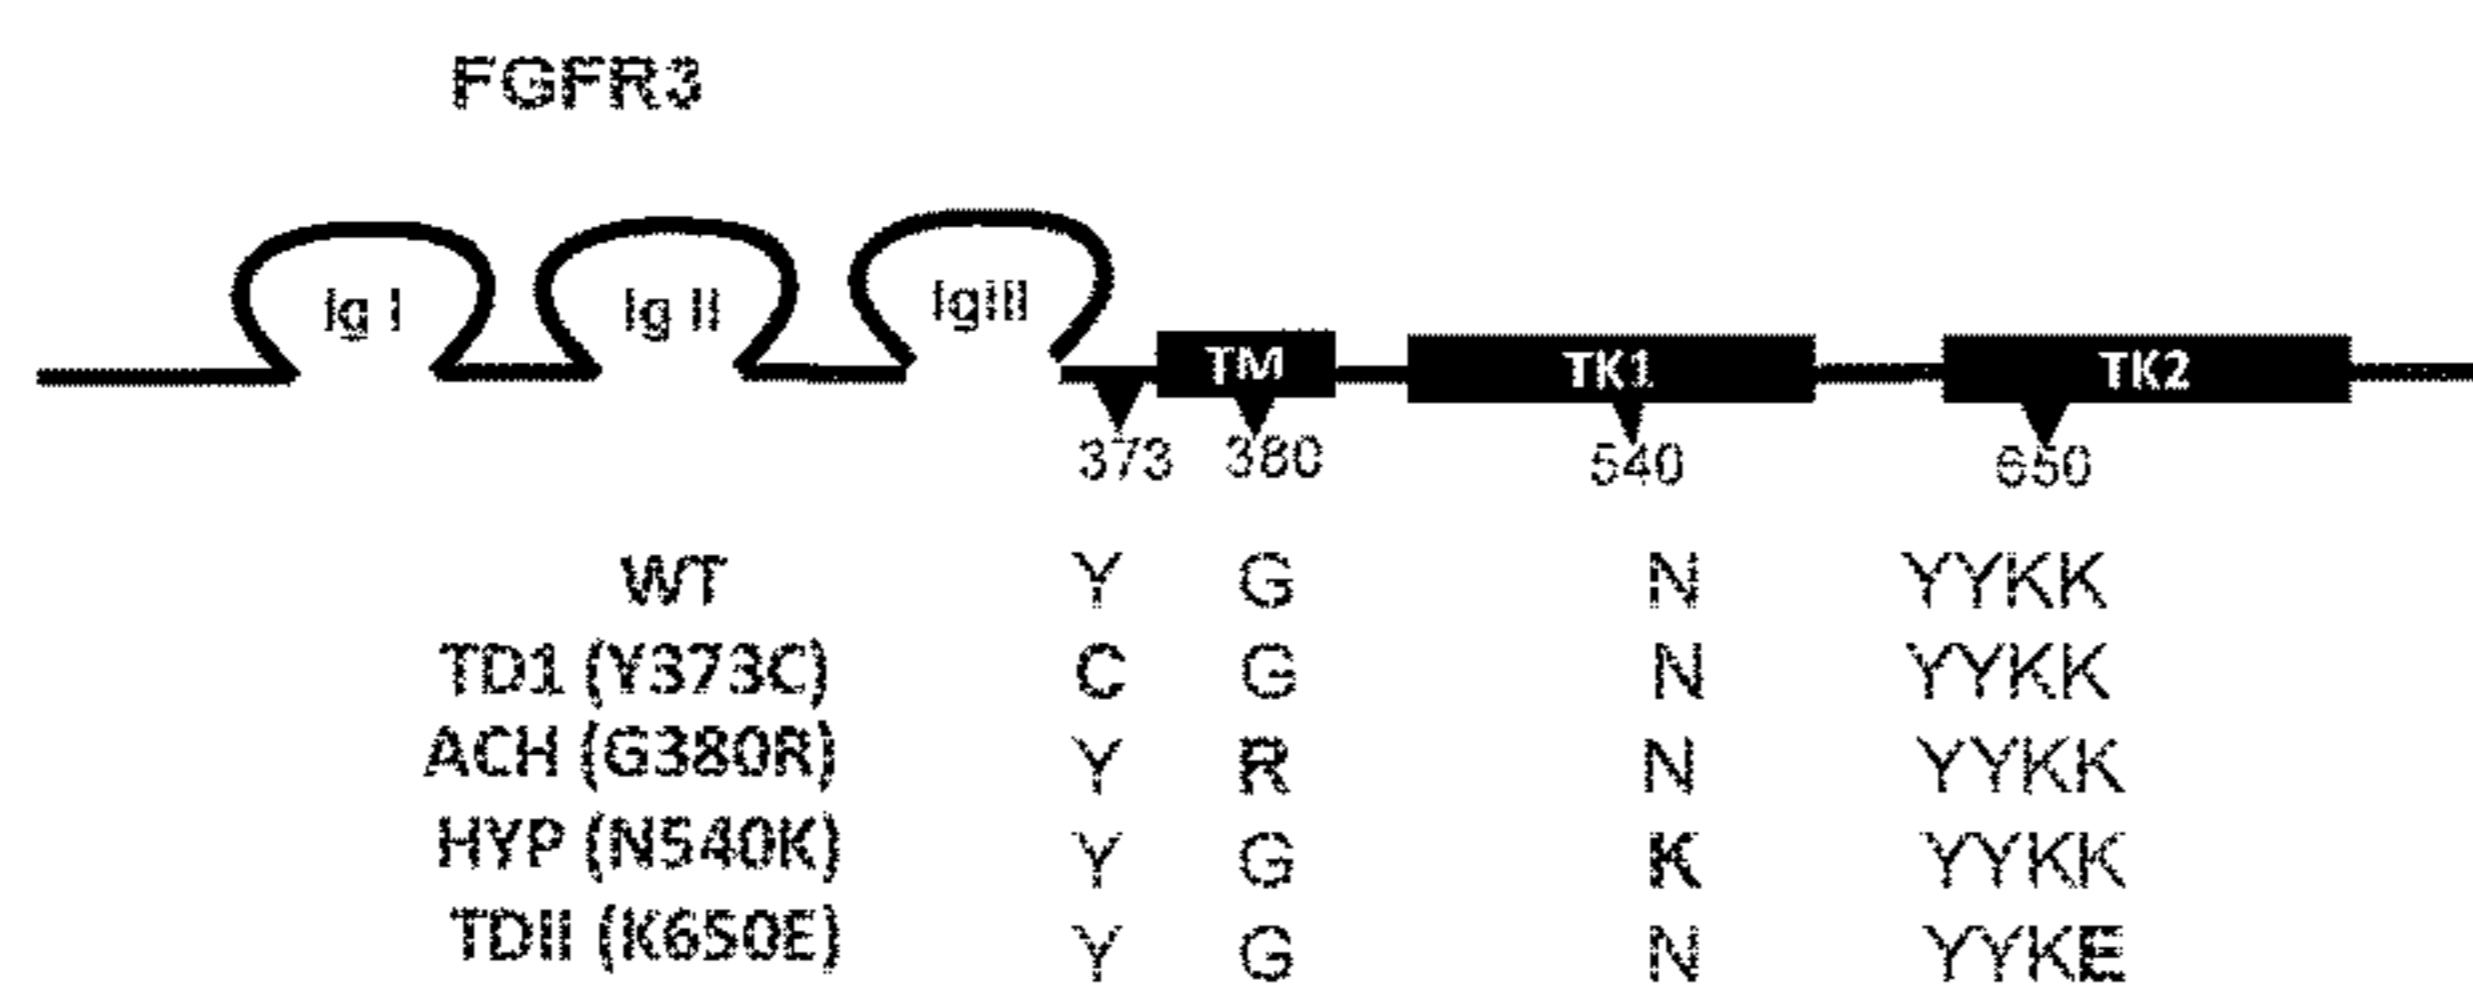 FGFR3
Ig I Ig II IgIII
TM TK1 TK2
373 380 540 650
WT Y G N YYKK
TD1 (Y373C) C G N YYKK
ACH (G380R) Y R N YYKK
HYP (N540K) Y G K YYKK
TDII (K650E) Y G N YYKE